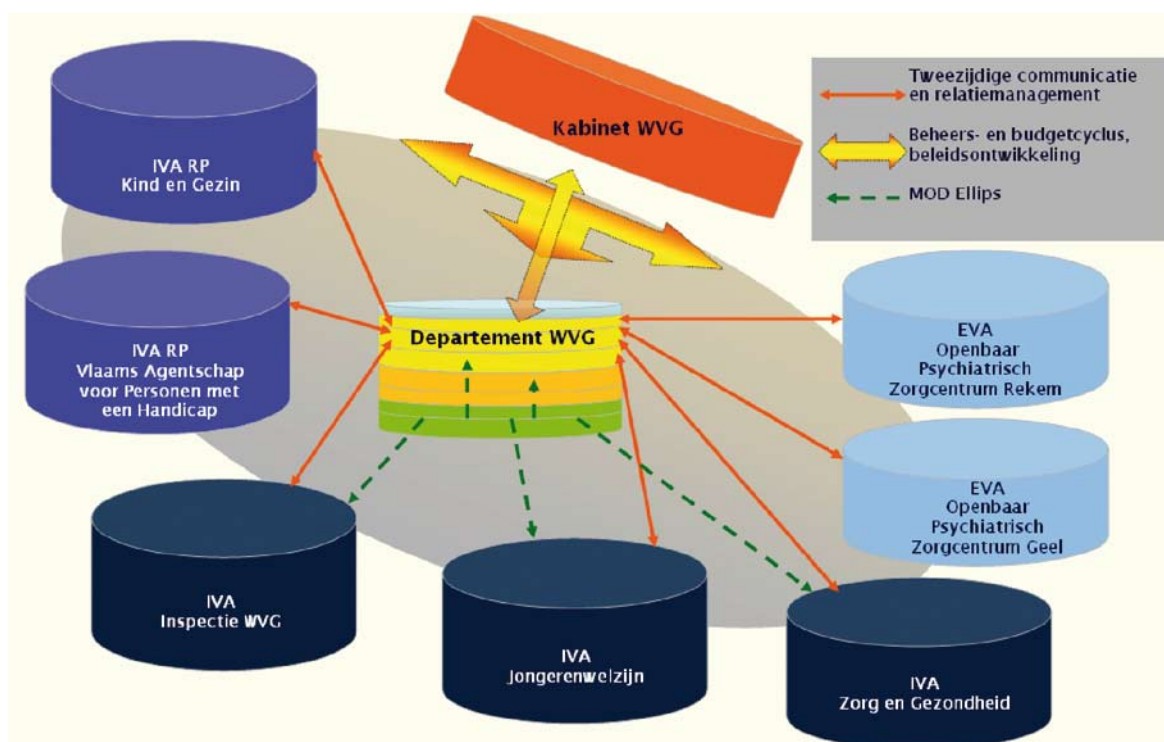 Kabinet WVG
Tweezijdige communicatie
en relatiemanagement
Beheers- en budgetcyclus,
beleidsontwikkeling
MOD Ellips
IVA RP
Kind en Gezin
IVA RP
Vlaams Agentschap
voor Personen met
een Handicap
Departement WVG
EVA
Openbaar
Psychiatrisch
Zorgcentrum Rekem
EVA
Openbaar
Psychiatrisch
Zorgcentrum Geel
IVA
Inspectie WVG
IVA
Jongerenwelzijn
IVA
Zorg en Gezondheid